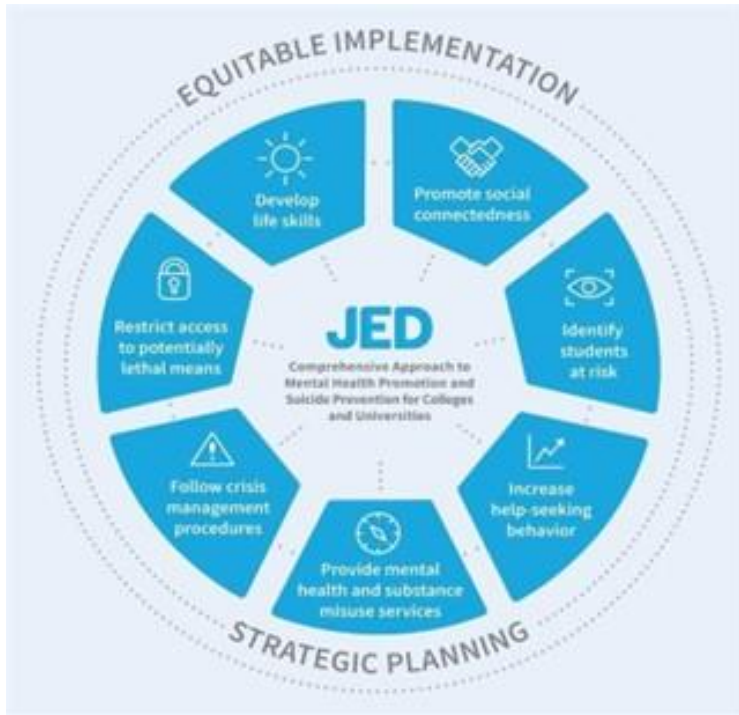 EQUITABLE IMPLEMENTATION
Develop
life skills
Promote social
connectedness
Restrict access
to potentially
lethal means
Identify
students
at risk
JED
Comprehensive Approach to
Mental Health Promotion and
Suicide Prevention for Colleges
and Universities
Follow crisis
management
procedures
Increase
help-seeking
behavior
Provide mental
health and substance
misuse services
STRATEGIC PLANNING